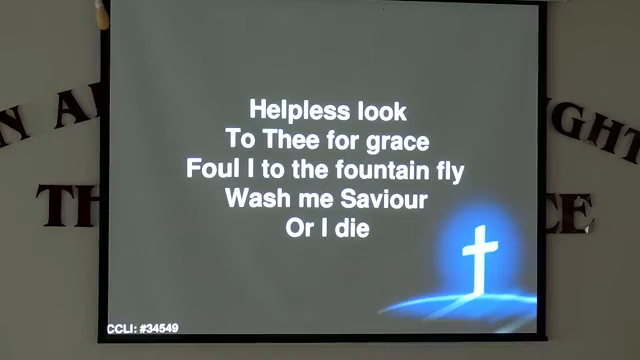 Helpless look
To Thee for grace
Foul I to the fountain fly
Wash me Saviour
Or I die
CCLI: #34549